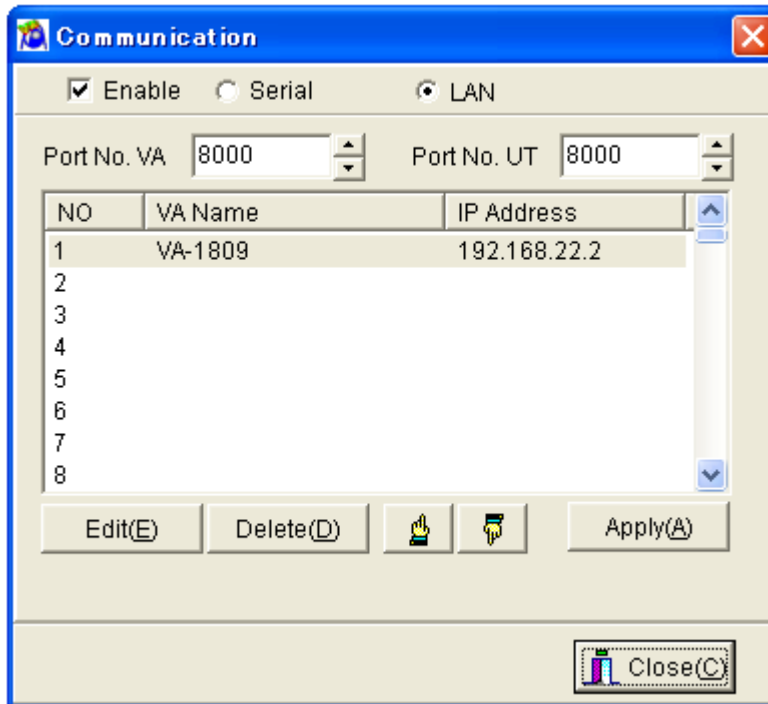 Communication
Enable Serial LAN
Port No. VA 8000 Port No. UT 8000
NO VA Name IP Address
1 VA-1809 192.168.22.2
2
3
4
5
6
7
8
Edit(E) Delete(D) Apply(A)
Close(C)